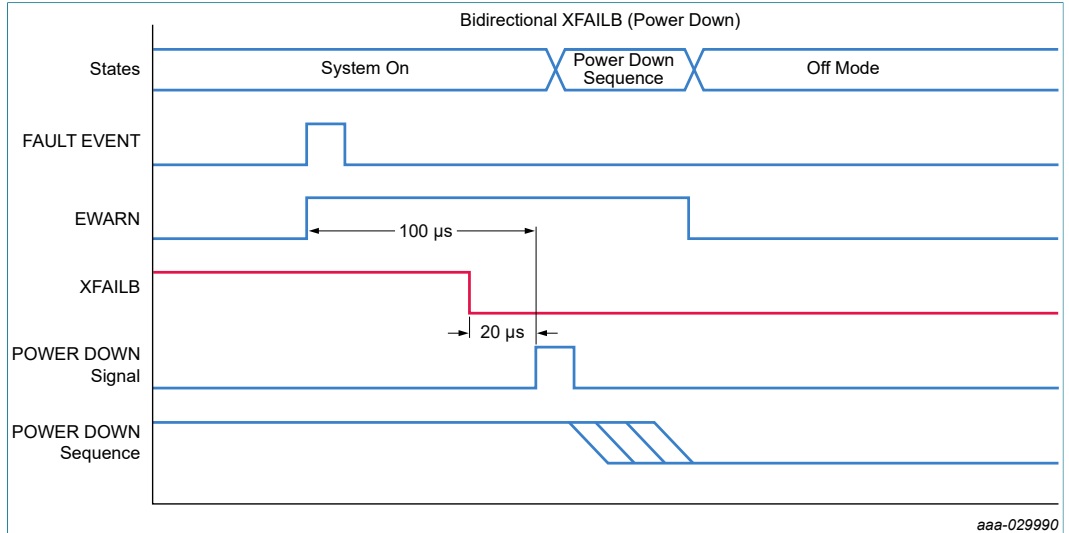 Bidirectional XFAILB (Power Down)
States
System On
Power Down
Sequence
Off Mode
FAULT EVENT
EWARN
100 µs
XFAILB
20 µs
POWER DOWN
Signal
POWER DOWN
Sequence
aaa-029990